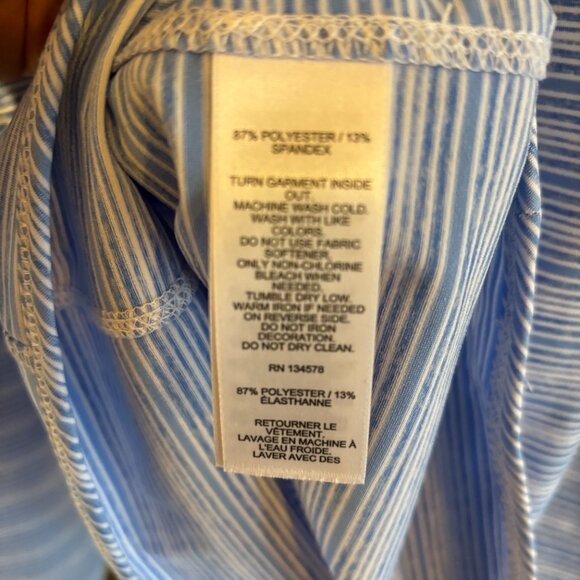 87% POLYESTER / 13%
SPANDEX
TURN GARMENT INSIDE
OUT.
MACHINE WASH COLD.
WASH WITH LIKE
COLORS.
DO NOT USE FABRIC
SOFTENER.
ONLY NON-CHLORINE
BLEACH WHEN
NEEDED.
TUMBLE DRY LOW.
WARM IRON IF NEEDED
ON REVERSE SIDE.
DO NOT IRON
DECORATION.
DO NOT DRY CLEAN.
RN 134578
87% POLYESTER / 13%
ÉLASTHANNE
RETOURNER LE
VÊTEMENT.
LAVAGE EN MACHINE À
L'EAU FROIDE.
LAVER AVEC DES